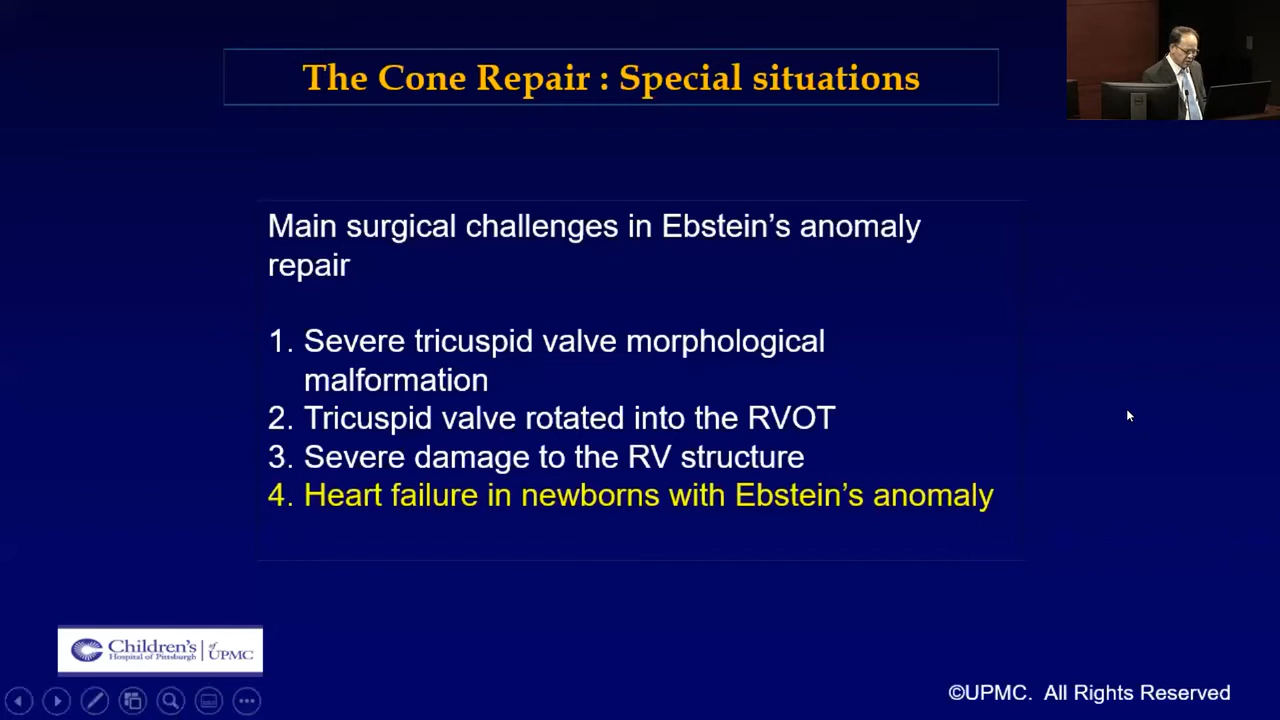 The Cone Repair : Special situations
Main surgical challenges in Ebstein’s anomaly
repair
1. Severe tricuspid valve morphological
malformation
2. Tricuspid valve rotated into the RVOT
3. Severe damage to the RV structure
4. Heart failure in newborns with Ebstein’s anomaly
Children's of UPMC
Hospital of Pittsburgh
©UPMC. All Rights Reserved